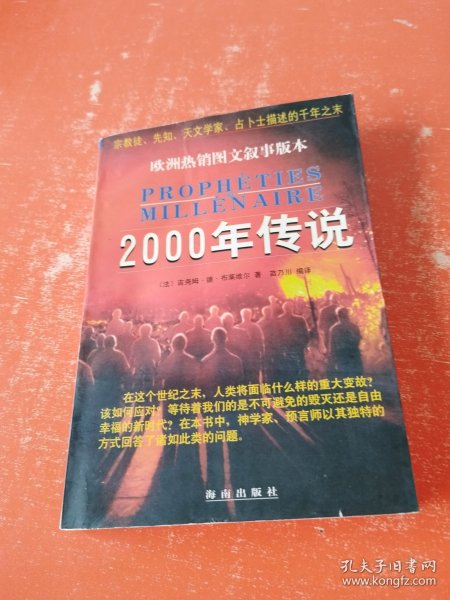 宗教徒、先知、天文学家、占卜士描述的千年之末
欧洲热销图文叙事版本
PROPHÉTIES
MILLÉNAIRE
2000年传说
（法）吉尧姆·德·布莱维尔 著 苗乃川 编译
在这个世纪之末，人类将面临什么样的重大变故？
该如何应对？等待着我们的是不可避免的毁灭还是自由
幸福的新时代？在本书中，神学家、预言师以其独特的
方式回答了诸如此类的问题。
海南出版社
孔夫子旧书网
www.kongfz.com